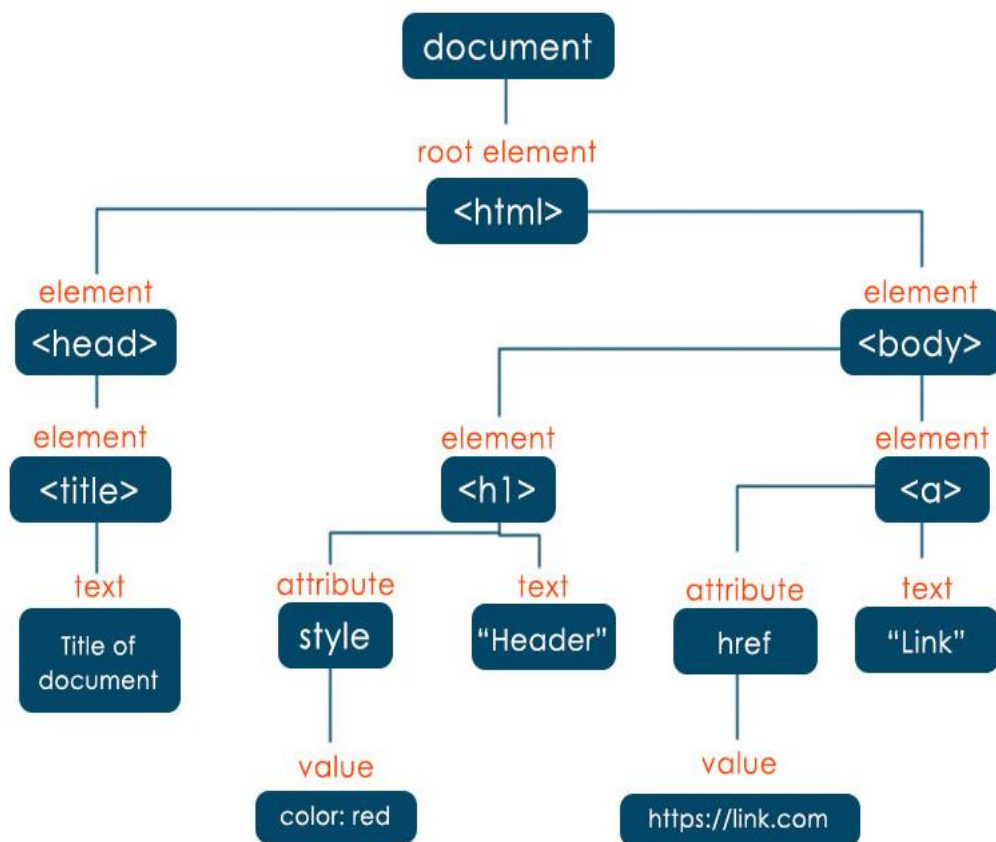 document
root element
<html>
element
element
<head>
<body>
element
element
element
<title>
<h1>
<a>
text
attribute
text
attribute
text
Title of
document
style
“Header”
href
“Link”
value
value
color: red
https://link.com